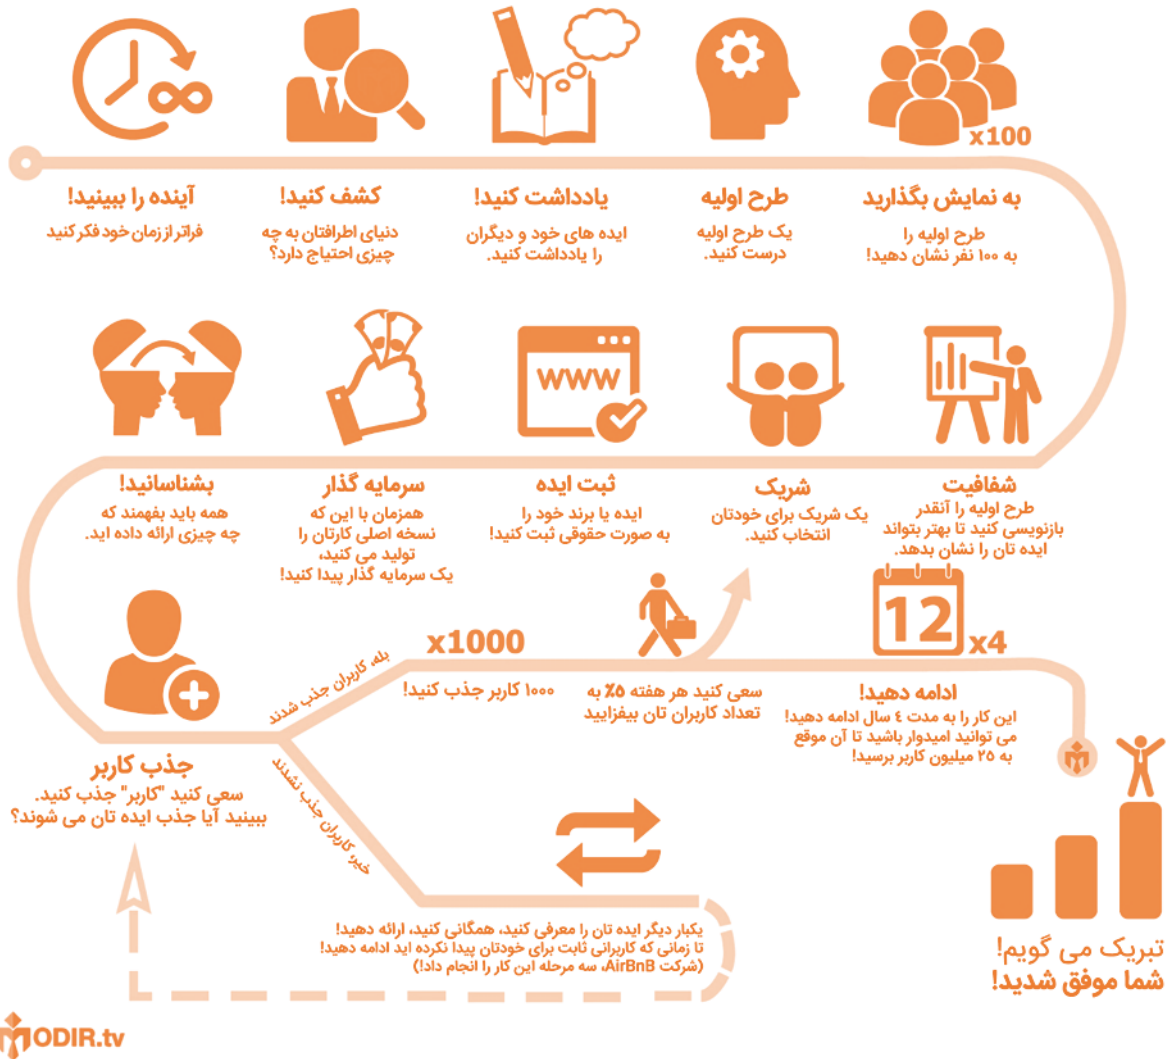 x100
آینده را ببینید!
فراتر از زمان خود فکر کنید
کشف کنید!
دنیای اطرافتان به چه
چیزی احتیاج دارد؟
یادداشت کنید!
ایده های خود و دیگران
را یادداشت کنید.
طرح اولیه
یک طرح اولیه
درست کنید.
به نمایش بگذارید
طرح اولیه را
به ۱۰۰ نفر نشان دهید!
شفافیت
طرح اولیه را آنقدر
بازنویسی کنید تا بهتر بتواند
ایده تان را نشان بدهد.
شریک
یک شریک برای خودتان
انتخاب کنید.
WWW
ثبت ایده
ایده یا برند خود را
به صورت حقوقی ثبت کنید!
سرمایه گذار
همزمان با این که
نسخه اصلی کارتان را
تولید می کنید،
یک سرمایه گذار پیدا کنید!
بشناسانید!
همه باید بفهمند که
چه چیزی ارائه داده اید.
جذب کاربر
سعی کنید "کاربر" جذب کنید.
ببینید آیا جذب ایده تان می شوند؟
بله، کاربران جذب شدند
x1000
۱۰۰۰ کاربر جذب کنید!
سعی کنید هر هفته ۵٪ به
تعداد کاربران تان بیفزایید
12
x4
ادامه دهید!
این کار را به مدت ٤ سال ادامه دهید!
می توانید امیدوار باشید تا آن موقع
به ۲۵ میلیون کاربر برسید!
خیر، کاربران جذب نشدند
یکبار دیگر ایده تان را معرفی کنید، همگانی کنید، ارائه دهید!
تا زمانی که کاربرانی ثابت برای خودتان پیدا نکرده اید ادامه دهید!
(شرکت AirBnB، سه مرحله این کار را انجام داد!)
تبریک می گویم!
شما موفق شدید!
MODIR.tv